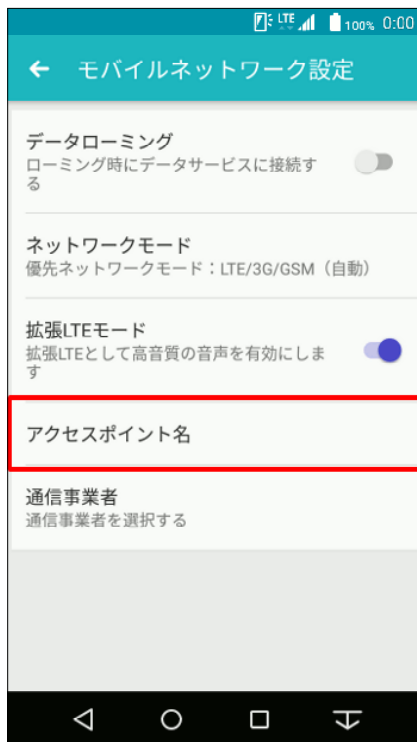 LTE 100% 0:00
モバイルネットワーク設定
データローミング
ローミング時にデータサービスに接続す
る
ネットワークモード
優先ネットワークモード：LTE/3G/GSM（自動）
拡張LTEモード
拡張LTEとして高音質の音声を有効にしま
す
アクセスポイント名
通信事業者
通信事業者を選択する